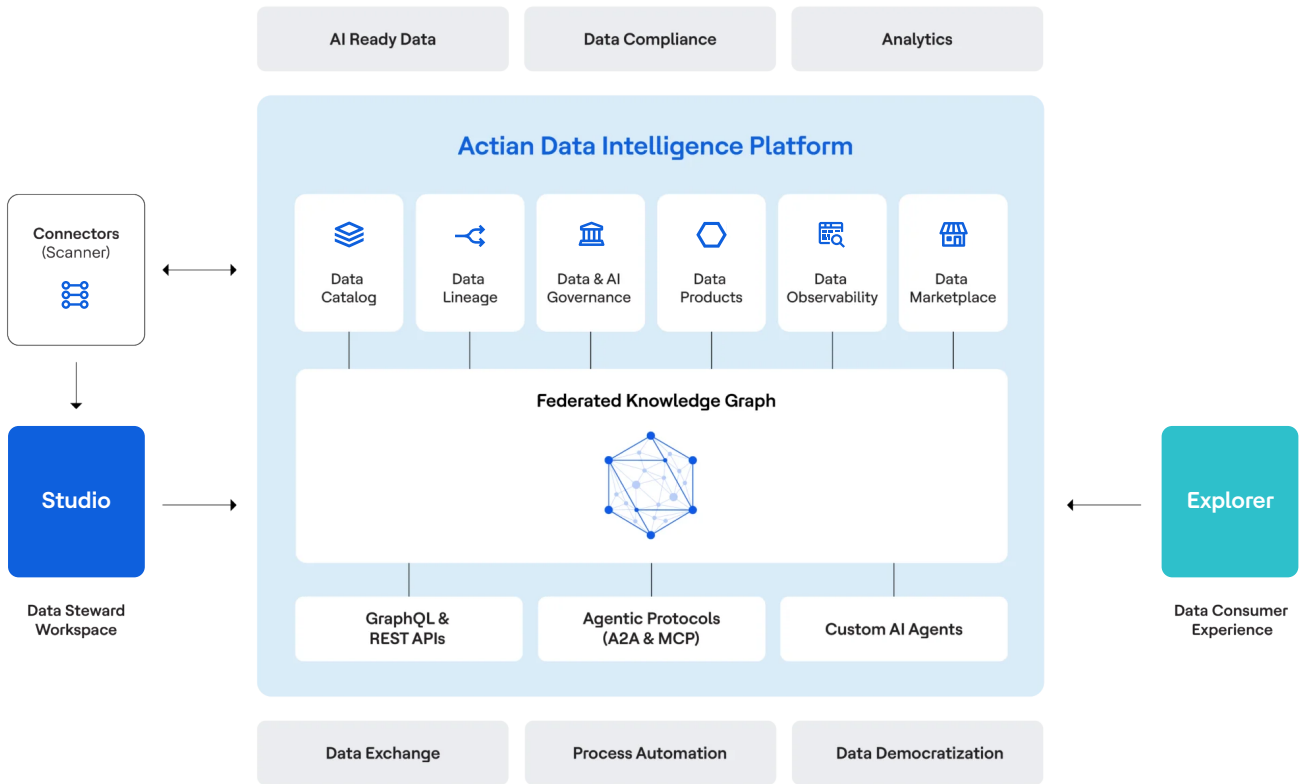 AI Ready Data
Data Compliance
Analytics
Actian Data Intelligence Platform
Connectors
(Scanner)
Data
Catalog
Data
Lineage
Data & AI
Governance
Data
Products
Data
Observability
Data
Marketplace
Federated Knowledge Graph
Studio
Data Steward
Workspace
Explorer
Data Consumer
Experience
GraphQL &
REST APIs
Agentic Protocols
(A2A & MCP)
Custom AI Agents
Data Exchange
Process Automation
Data Democratization